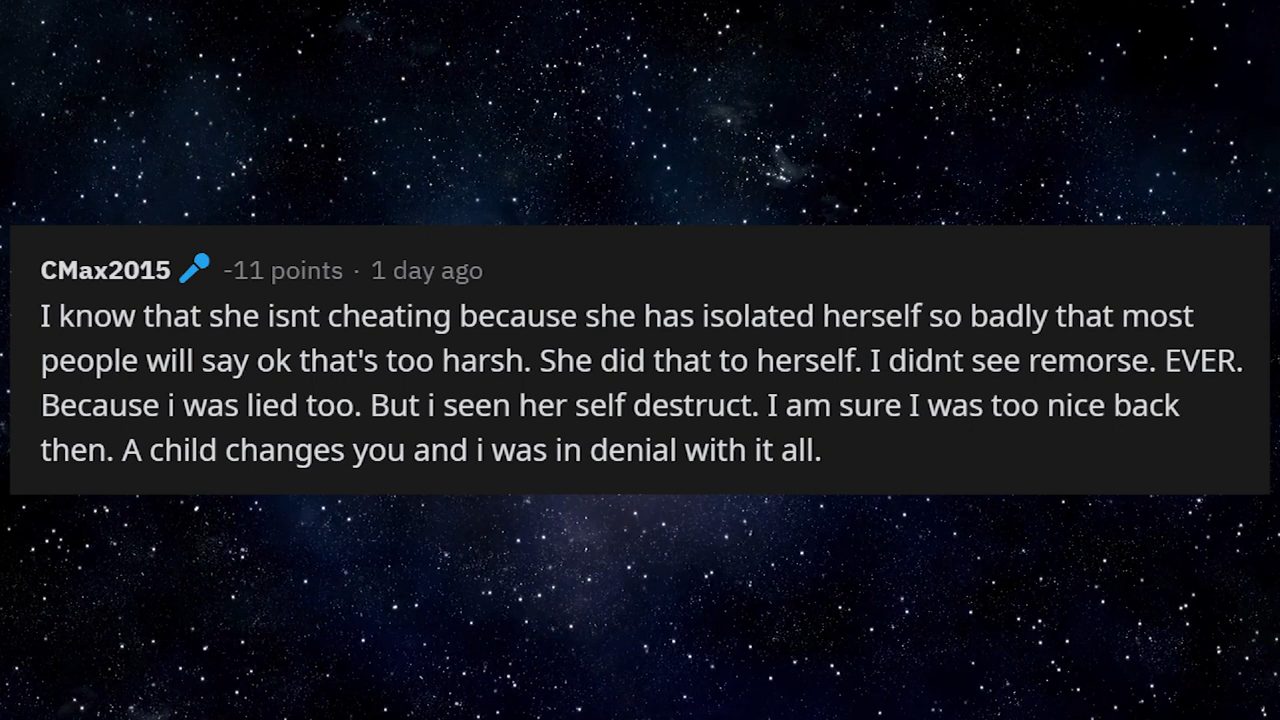 CMax2015 🎤 -11 points · 1 day ago
I know that she isnt cheating because she has isolated herself so badly that most
people will say ok that's too harsh. She did that to herself. I didnt see remorse. EVER.
Because i was lied too. But i seen her self destruct. I am sure I was too nice back
then. A child changes you and i was in denial with it all.